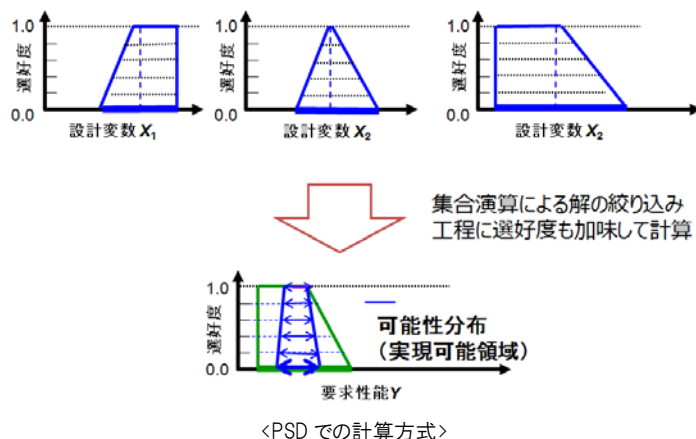 1.0
選好度
0.0
設計変数X1
1.0
選好度
0.0
設計変数X2
1.0
選好度
0.0
設計変数X2
集合演算による解の絞り込み
工程に選好度も加味して計算
1.0
選好度
0.0
要求性能Y
可能性分布
（実現可能領域）
<PSD での計算方式>